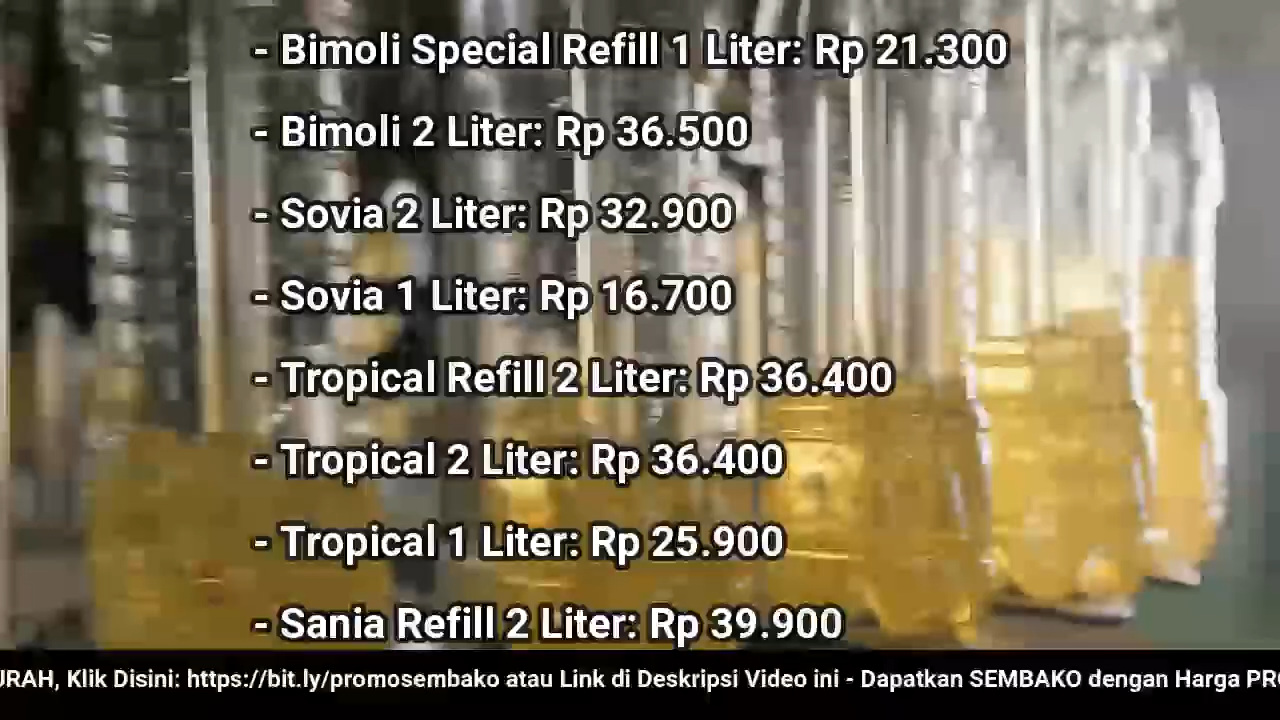 - Bimoli Special Refill 1 Liter: Rp 21.300
- Bimoli 2 Liter: Rp 36.500
- Sovia 2 Liter: Rp 32.900
- Sovia 1 Liter: Rp 16.700
- Tropical Refill 2 Liter: Rp 36.400
- Tropical 2 Liter: Rp 36.400
- Tropical 1 Liter: Rp 25.900
- Sania Refill 2 Liter: Rp 39.900
URAH, Klik Disini: https://bit.ly/promosembako atau Link di Deskripsi Video ini - Dapatkan SEMBAKO dengan Harga PRO